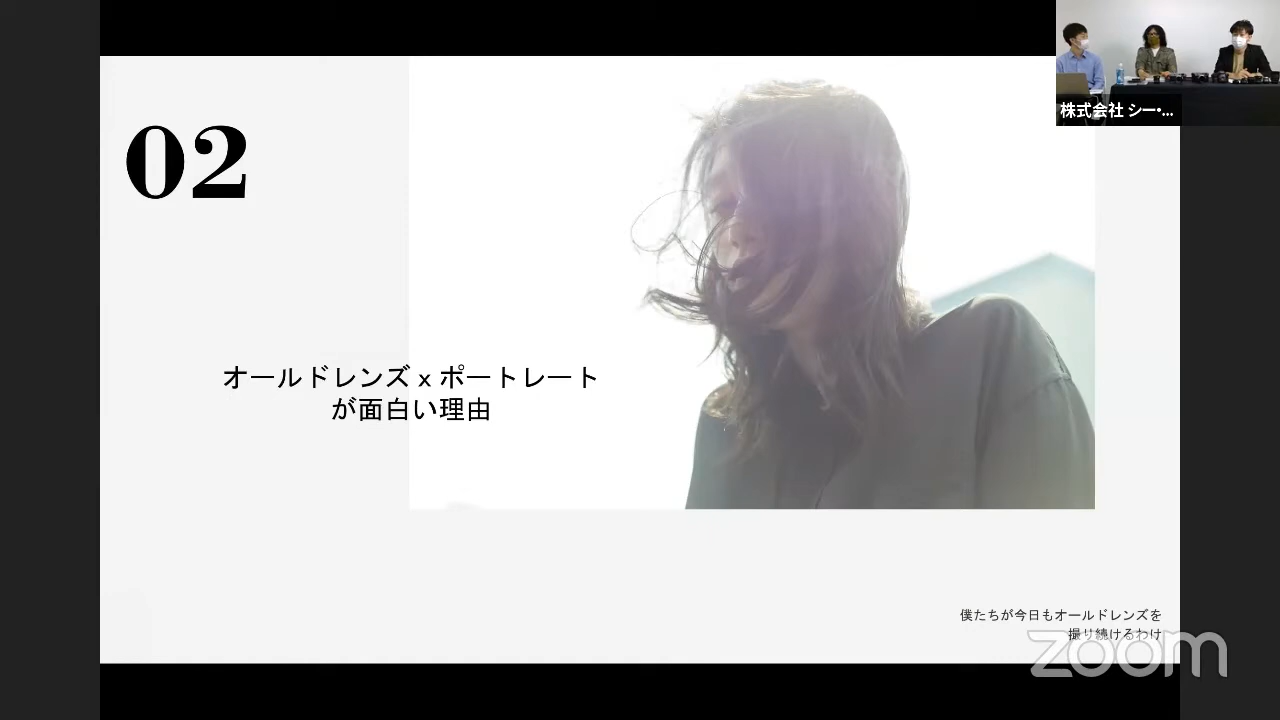 株式会社 シー・...
02
オールドレンズ x ポートレート
が面白い理由
僕たちが今日もオールドレンズを
撮り続けるわけ
zoom